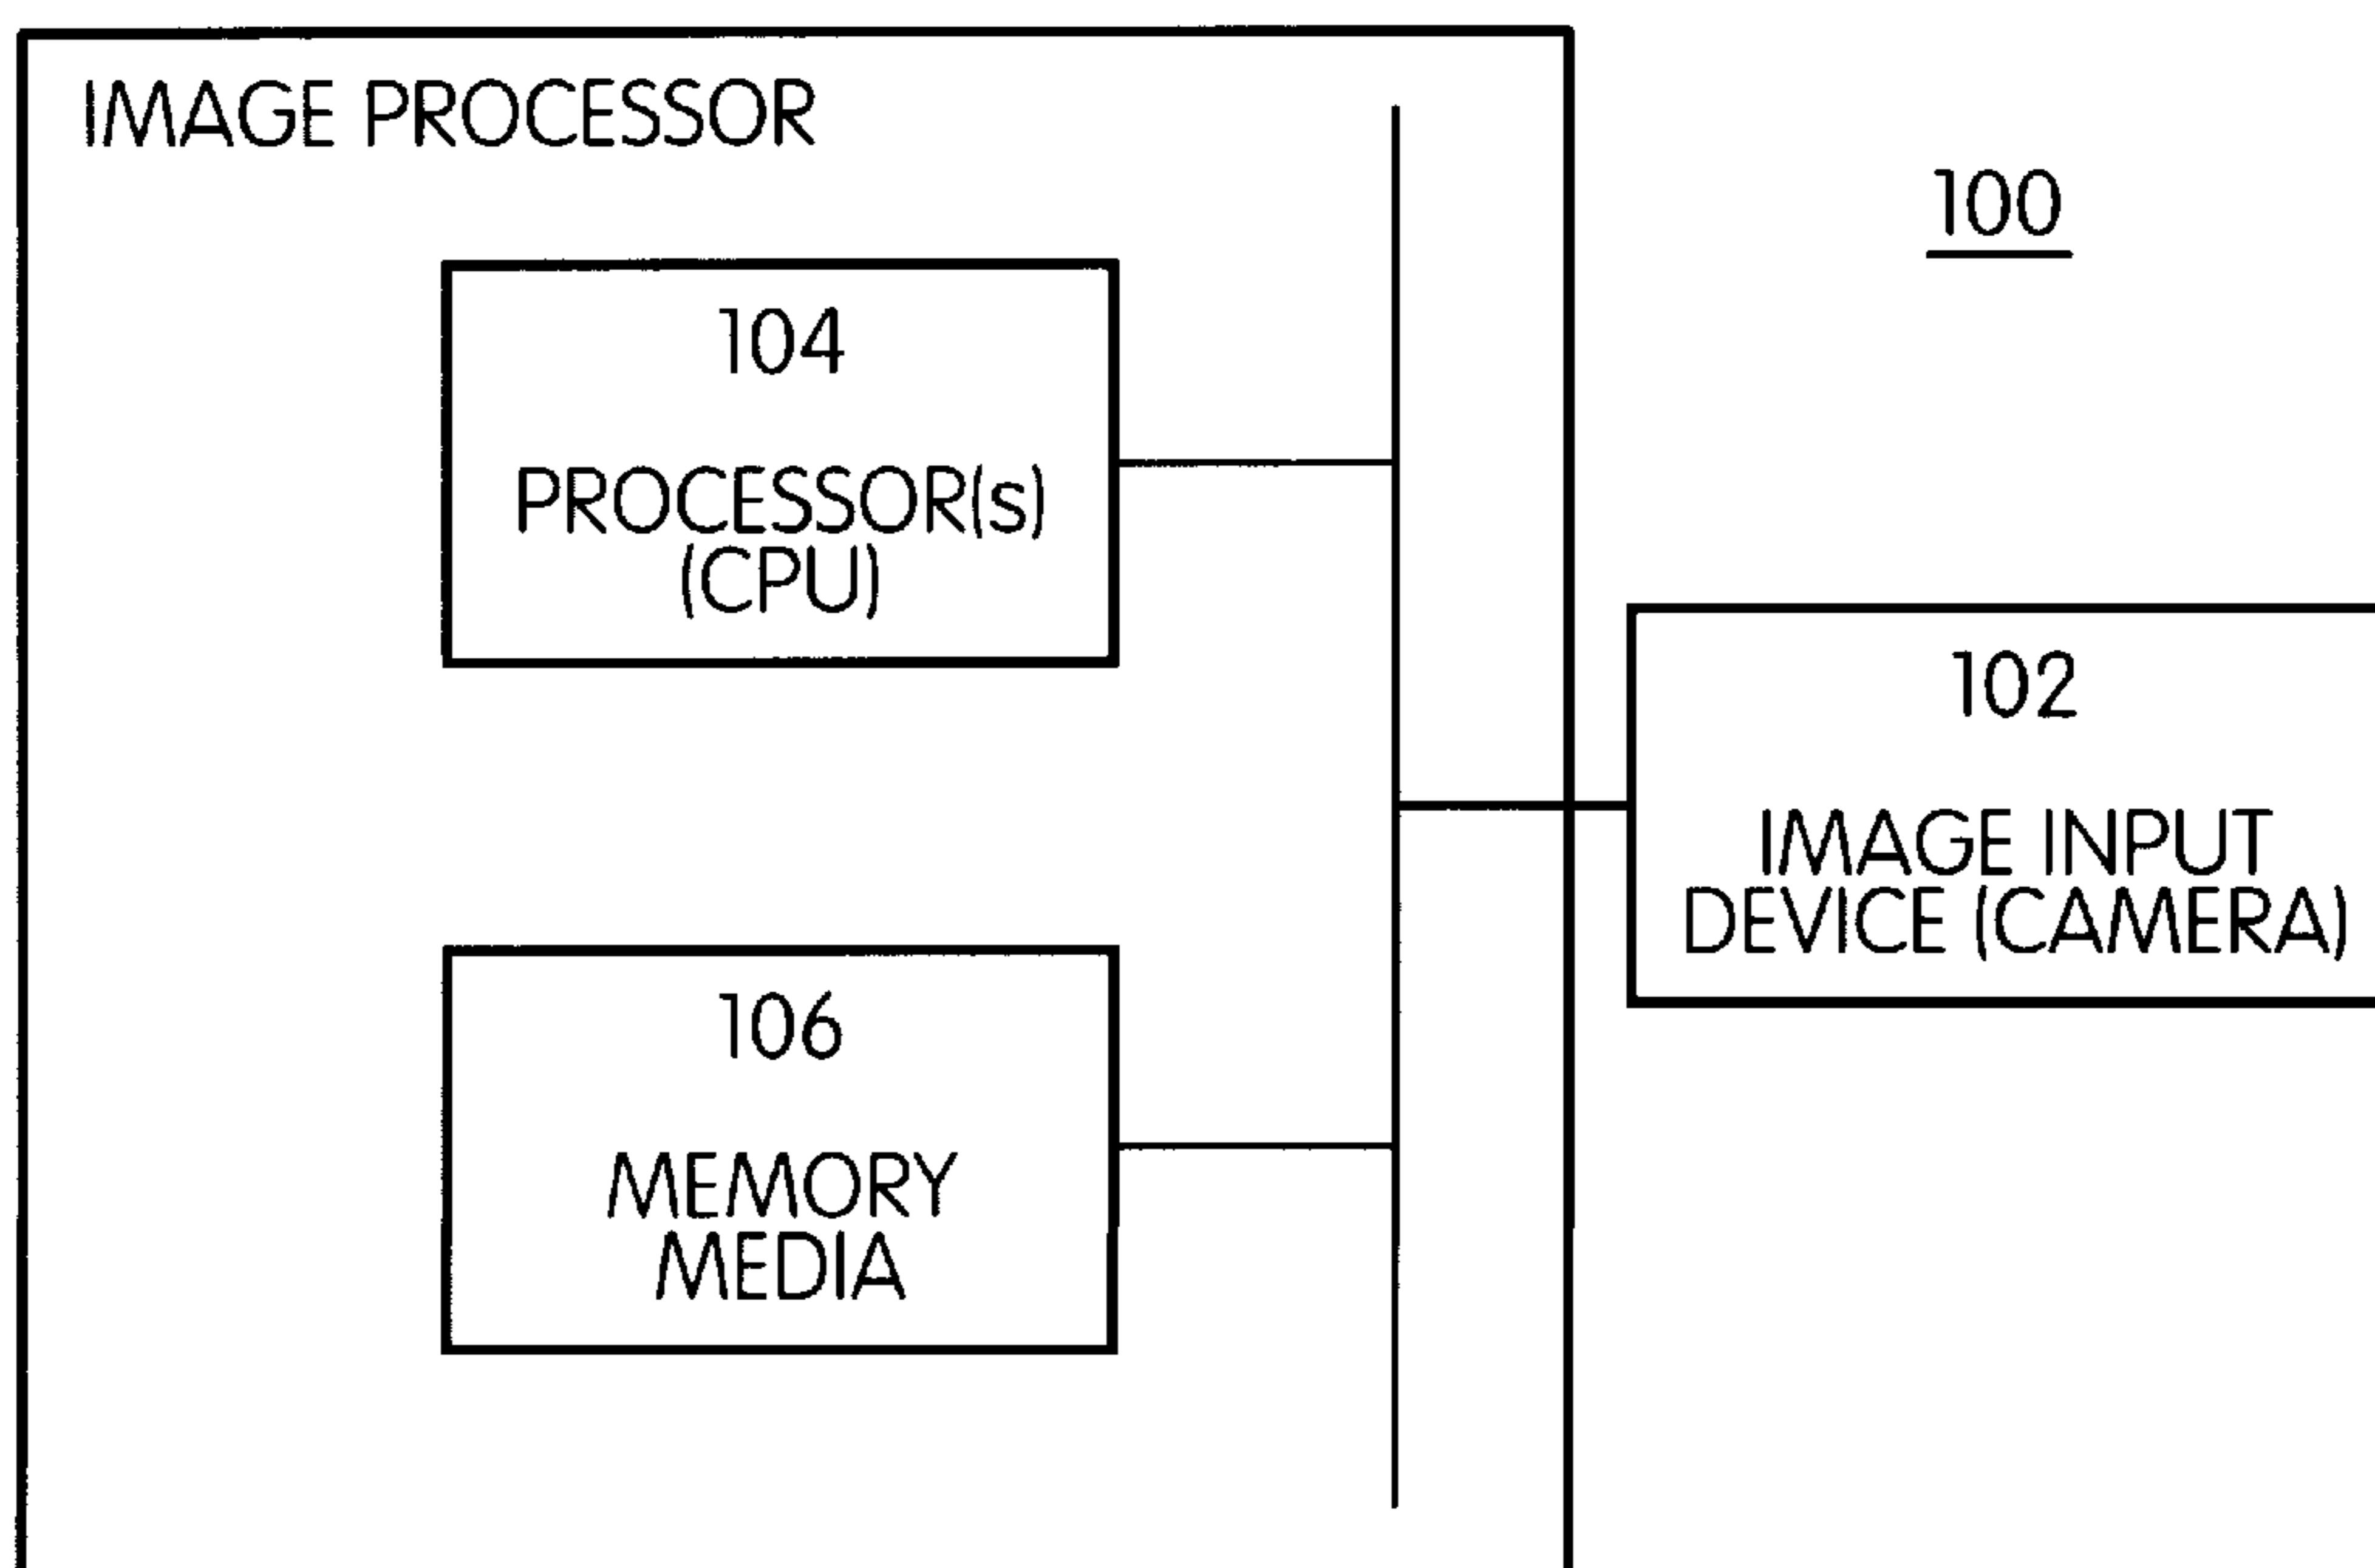 IMAGE PROCESSOR
100
104
PROCESSOR(s)
(CPU)
102
IMAGE INPUT
DEVICE (CAMERA)
106
MEMORY
MEDIA